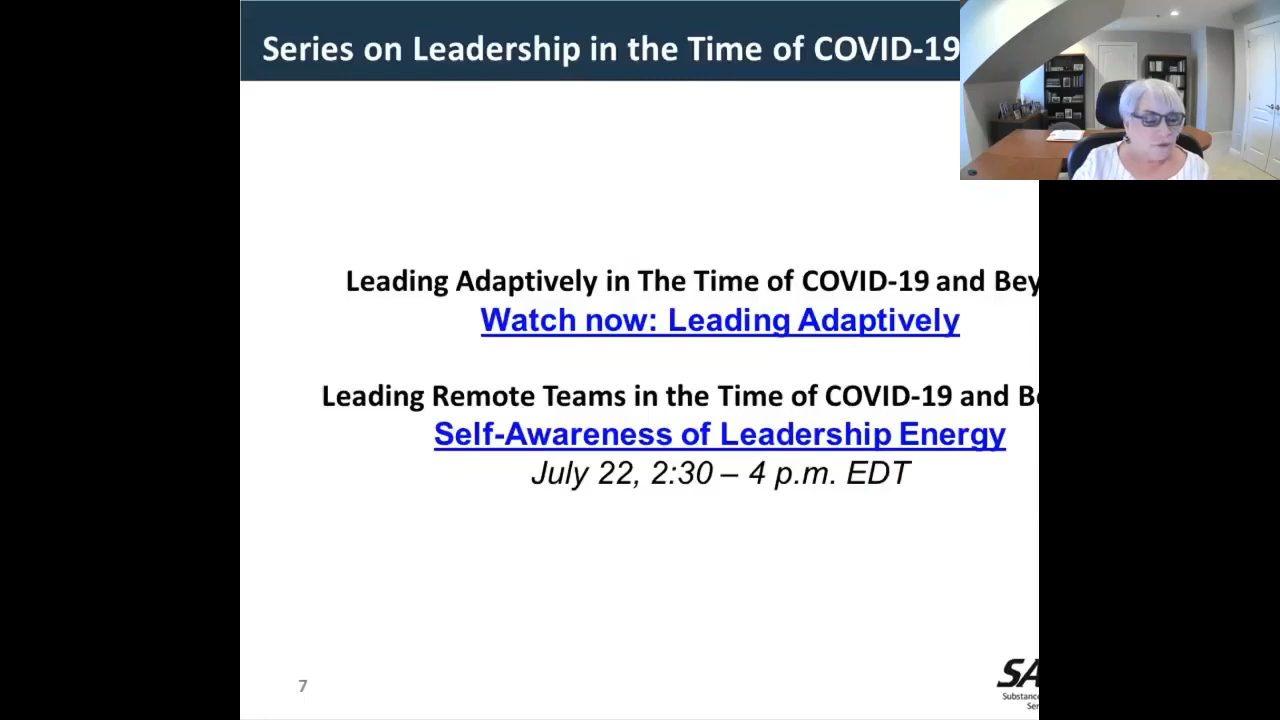 Series on Leadership in the Time of COVID-19
Leading Adaptively in The Time of COVID-19 and Bey
Watch now: Leading Adaptively
Leading Remote Teams in the Time of COVID-19 and B
Self-Awareness of Leadership Energy
July 22, 2:30 – 4 p.m. EDT
7
SA
Substanc
Ser